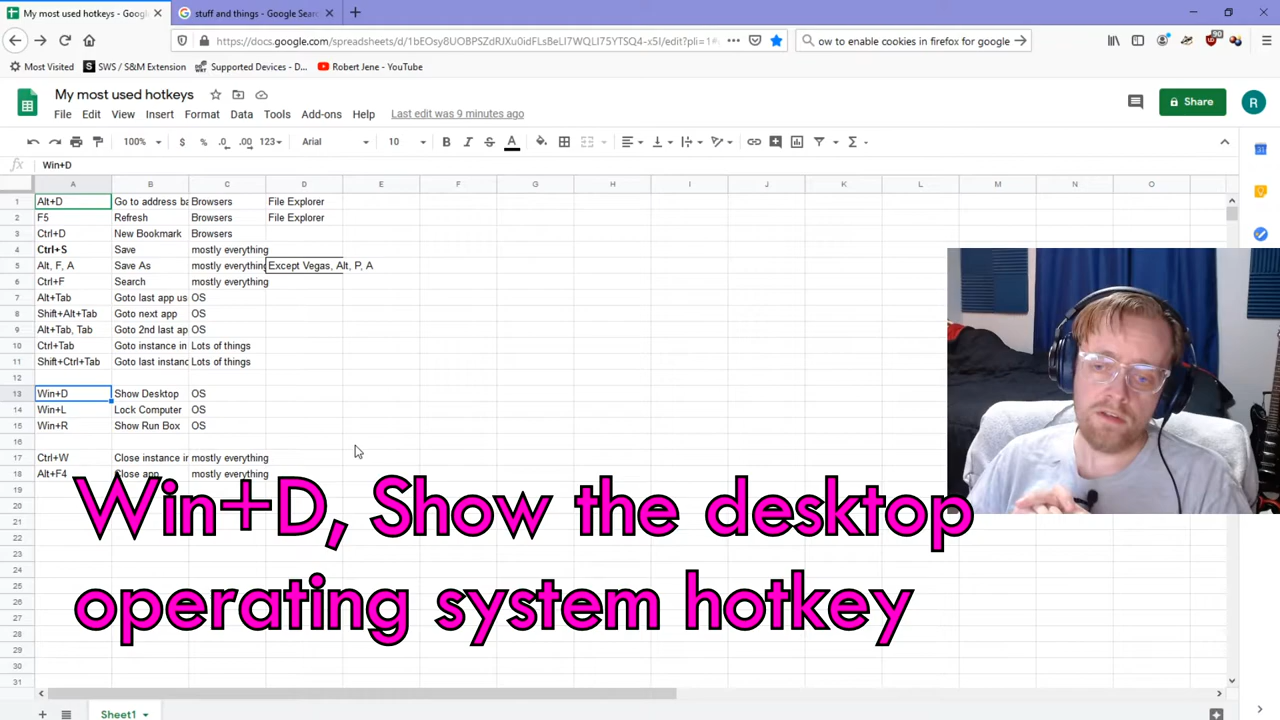 My most used hotkeys - Goog
stuff and things - Google Sear
https://docs.google.com/spreadsheets/d/
ow to enable cookies in firefox for google
90
Most Visited
SWS / S&M Extension
Supported Devices - D...
Robert Jene - YouTube
My most used hotkeys
File Edit View Insert Format Data Tools Add-ons Help Last edit was 9 minutes ago
Share
R
100% $ % .0 .00 123 Arial 10 B I S A
fx Win+D
A B C D E F G H I J K L M N O
1 Alt+D Go to address ba Browsers File Explorer
2 F5 Refresh Browsers File Explorer
3 Ctrl+D New Bookmark Browsers
4 Ctrl+S Save mostly everything
5 Alt, F, A Save As mostly everything Except Vegas, Alt, P, A
6 Ctrl+F Search mostly everything
7 Alt+Tab Goto last app us OS
8 Shift+Alt+Tab Goto next app OS
9 Alt+Tab, Tab Goto 2nd last ap OS
10 Ctrl+Tab Goto instance in Lots of things
11 Shift+Ctrl+Tab Goto last instanc Lots of things
12
13 Win+D Show Desktop OS
14 Win+L Lock Computer OS
15 Win+R Show Run Box OS
16
17 Ctrl+W Close instance in mostly everything
18 Alt+F4 Close app mostly everything
19
20
21
22
23
24
25
26
27
28
29
30
31
Win+D, Show the desktop
operating system hotkey
Sheet1